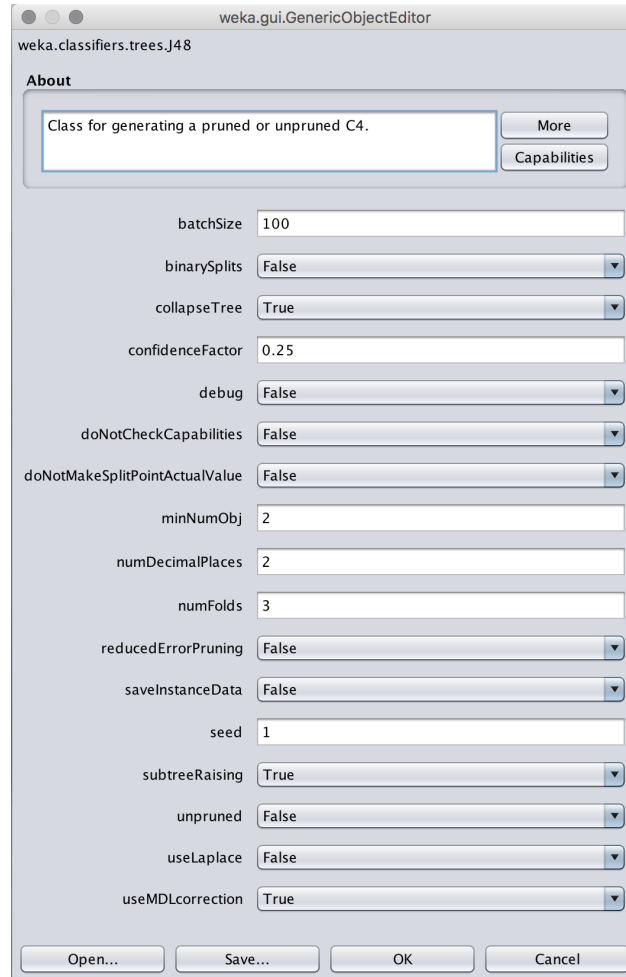 weka.gui.GenericObjectEditor
weka.classifiers.trees.J48
About
Class for generating a pruned or unpruned C4.
More
Capabilities
batchSize 100
binarySplits False
collapseTree True
confidenceFactor 0.25
debug False
doNotCheckCapabilities False
doNotMakeSplitPointActualValue False
minNumObj 2
numDecimalPlaces 2
numFolds 3
reducedErrorPruning False
saveInstanceData False
seed 1
subtreeRaising True
unpruned False
useLaplace False
useMDLcorrection True
Open... Save... OK Cancel